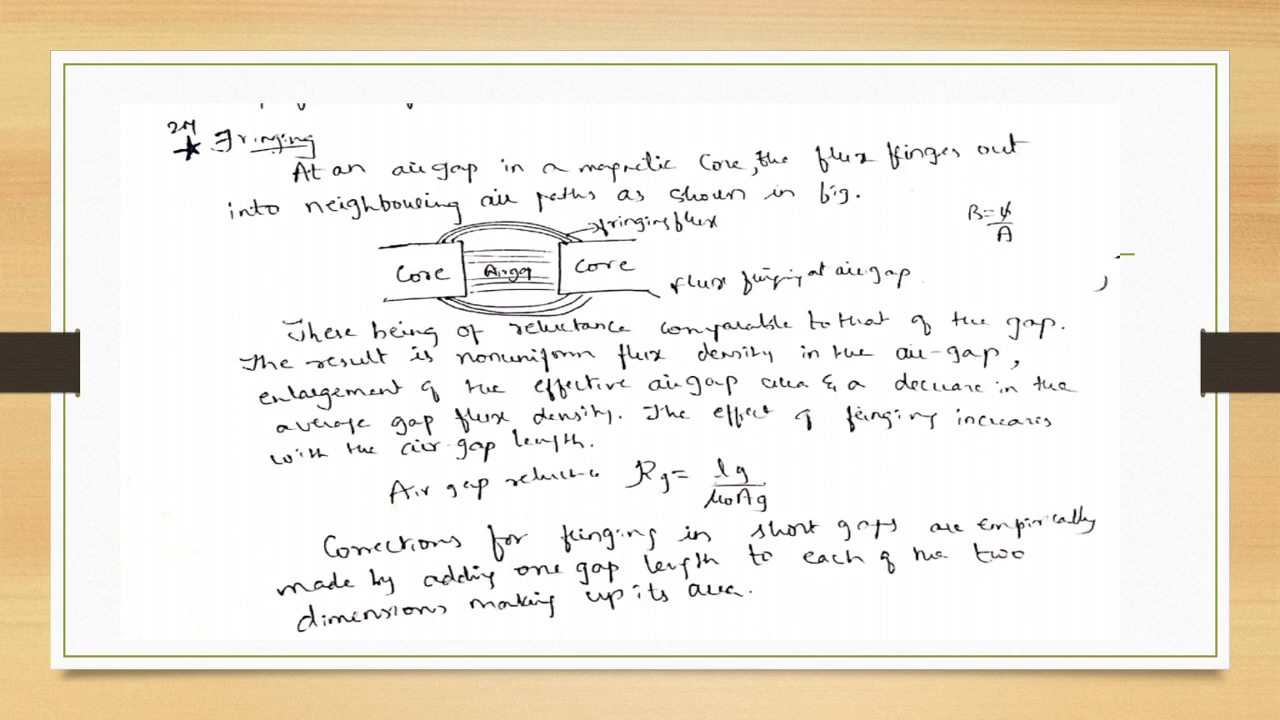 2M
Fringing
At an airgap in a magnetic Core, the flux fringes out
into neighbouring air paths as shown in fig.
B=ψ
A
fringing flux
Core Airgap Core
flux fringing at airgap
These being of reluctance comparable to that of the gap.
The result is nonuniform flux density in the air-gap,
enlargement of the effective airgap area & a decrease in the
average gap flux density. The effect of fringing increases
with the air gap length.
Air gap reluctance Rg= lg
μ0Ag
Corrections for fringing in short gaps are empirically
made by adding one gap length to each of the two
dimensions making up its area.